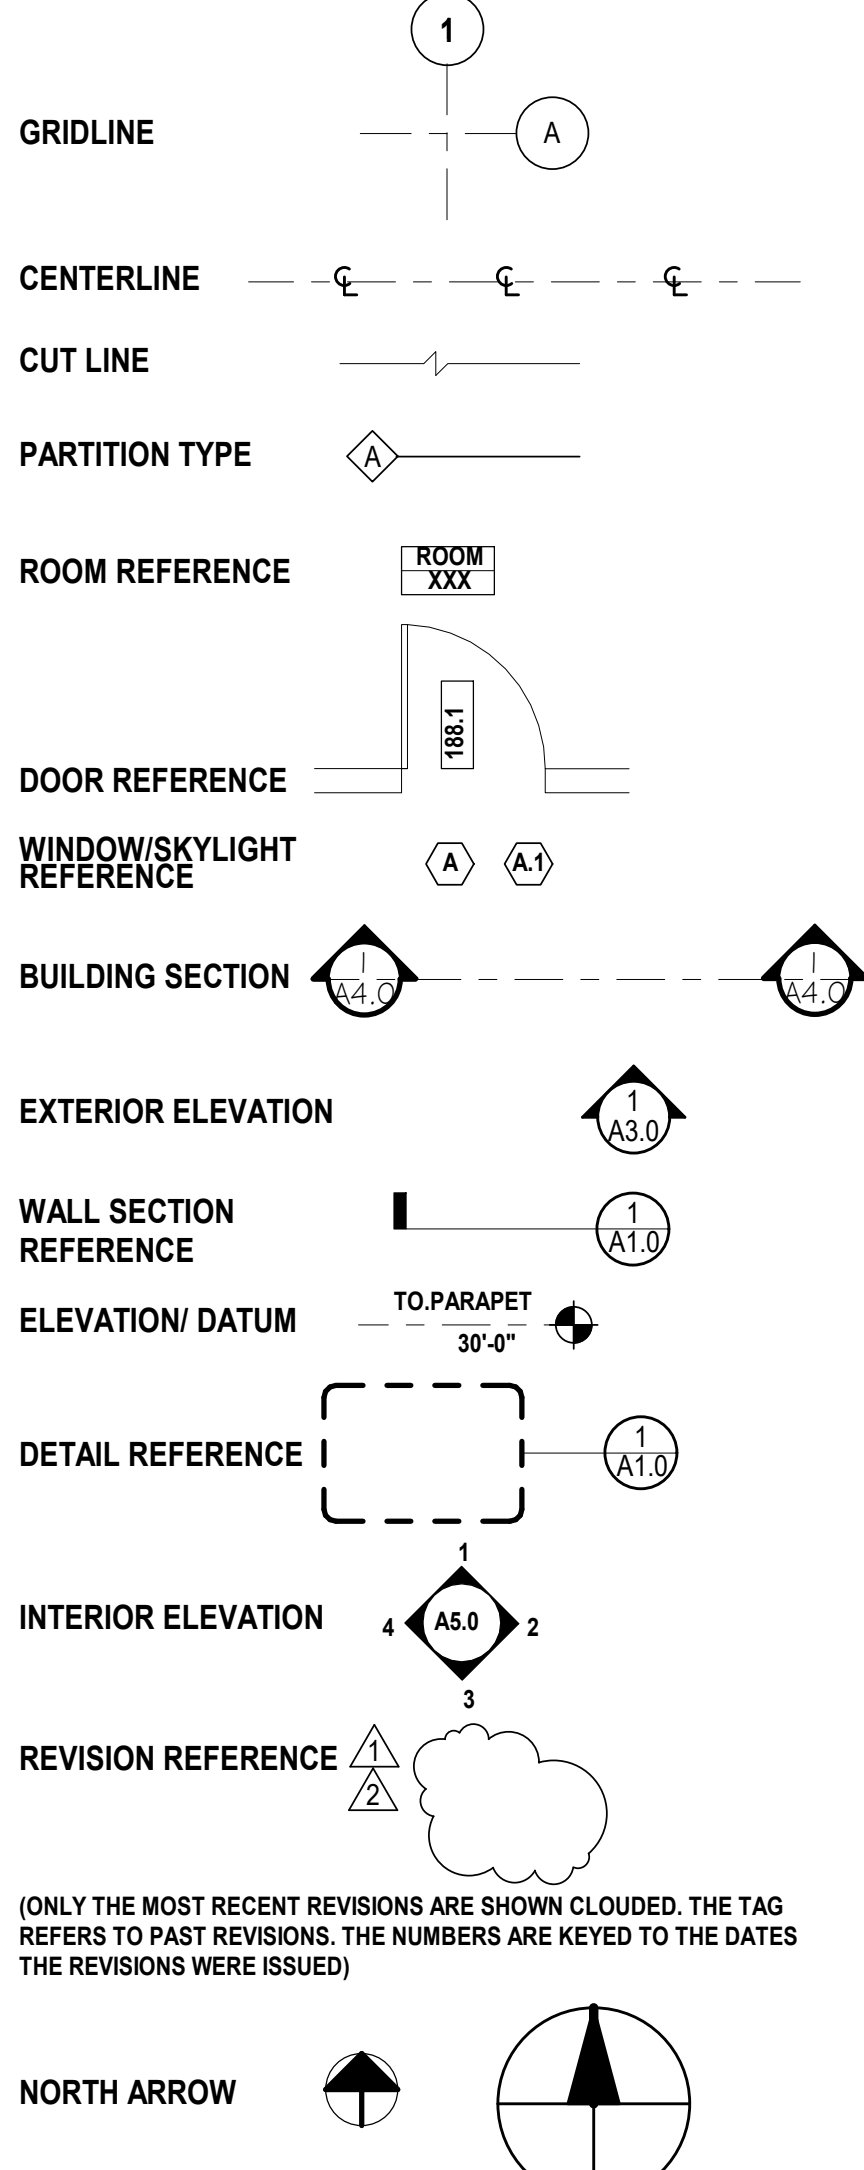 1
GRIDLINE
A
CENTERLINE
CL CL CL
CUT LINE
PARTITION TYPE
A
ROOM REFERENCE
ROOM
XXX
188.1
DOOR REFERENCE
WINDOW/SKYLIGHT
REFERENCE
A A.1
BUILDING SECTION
1
A4.0
1
A4.0
EXTERIOR ELEVATION
1
A3.0
WALL SECTION
REFERENCE
1
A1.0
ELEVATION/ DATUM
TO.PARAPET
30'-0"
DETAIL REFERENCE
1
A1.0
INTERIOR ELEVATION
1
4 A5.0 2
3
REVISION REFERENCE
1
2
(ONLY THE MOST RECENT REVISIONS ARE SHOWN CLOUDED. THE TAG
REFERS TO PAST REVISIONS. THE NUMBERS ARE KEYED TO THE DATES
THE REVISIONS WERE ISSUED)
NORTH ARROW